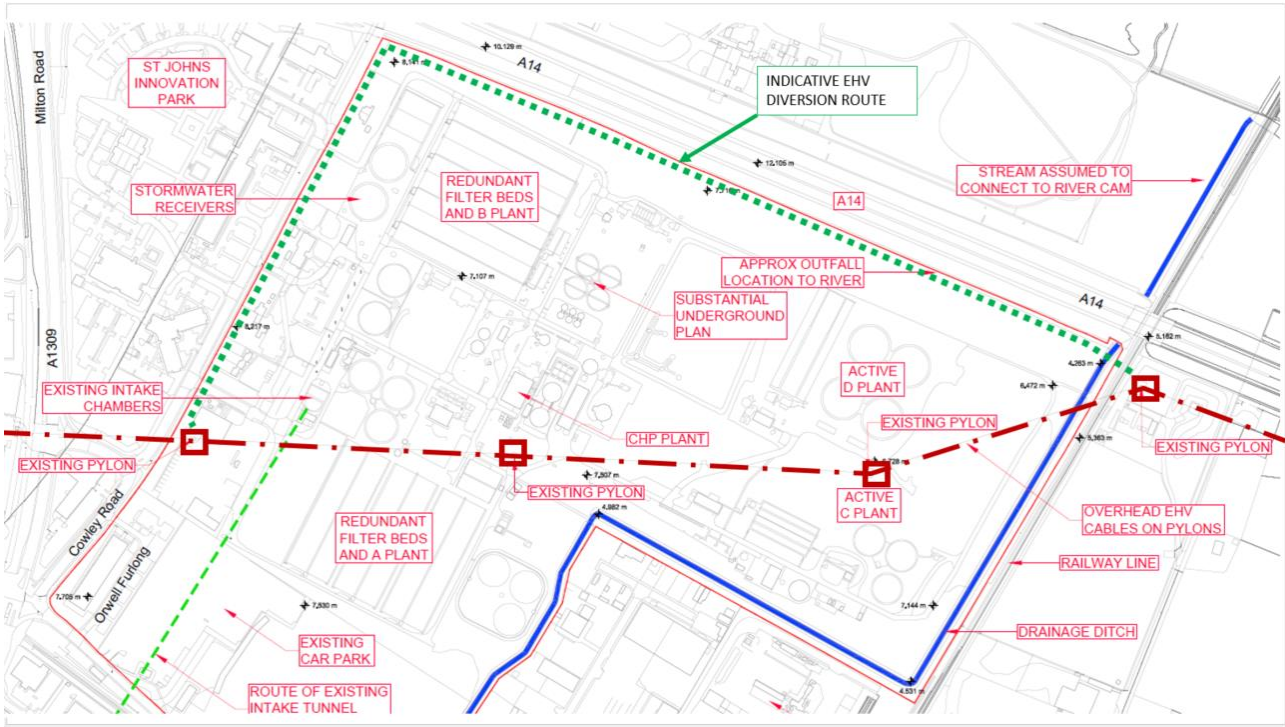 Milton Road
A1309
ST JOHNS
INNOVATION
PARK
10.129 m
A14
8.141 m
INDICATIVE EHV
DIVERSION ROUTE
12.105 m
STORMWATER
RECEIVERS
REDUNDANT
FILTER BEDS
AND B PLANT
STREAM ASSUMED TO
CONNECT TO RIVER CAM
A14
7.107 m
APPROX OUTFALL
LOCATION TO RIVER
A14
SUBSTANTIAL
UNDERGROUND
PLAN
8.217 m
5.162 m
4.263 m
EXISTING INTAKE
CHAMBERS
ACTIVE
D PLANT
6.472 m
EXISTING PYLON
CHP PLANT
5.363 m
EXISTING PYLON
EXISTING PYLON
7.507 m
EXISTING PYLON
ACTIVE
C PLANT
4.982 m
OVERHEAD EHV
CABLES ON PYLONS
Cowley Road
REDUNDANT
FILTER BEDS
AND A PLANT
RAILWAY LINE
Orwell Furlong
7.705 m
7.530 m
7.144 m
DRAINAGE DITCH
EXISTING
CAR PARK
4.531 m
ROUTE OF EXISTING
INTAKE TUNNEL